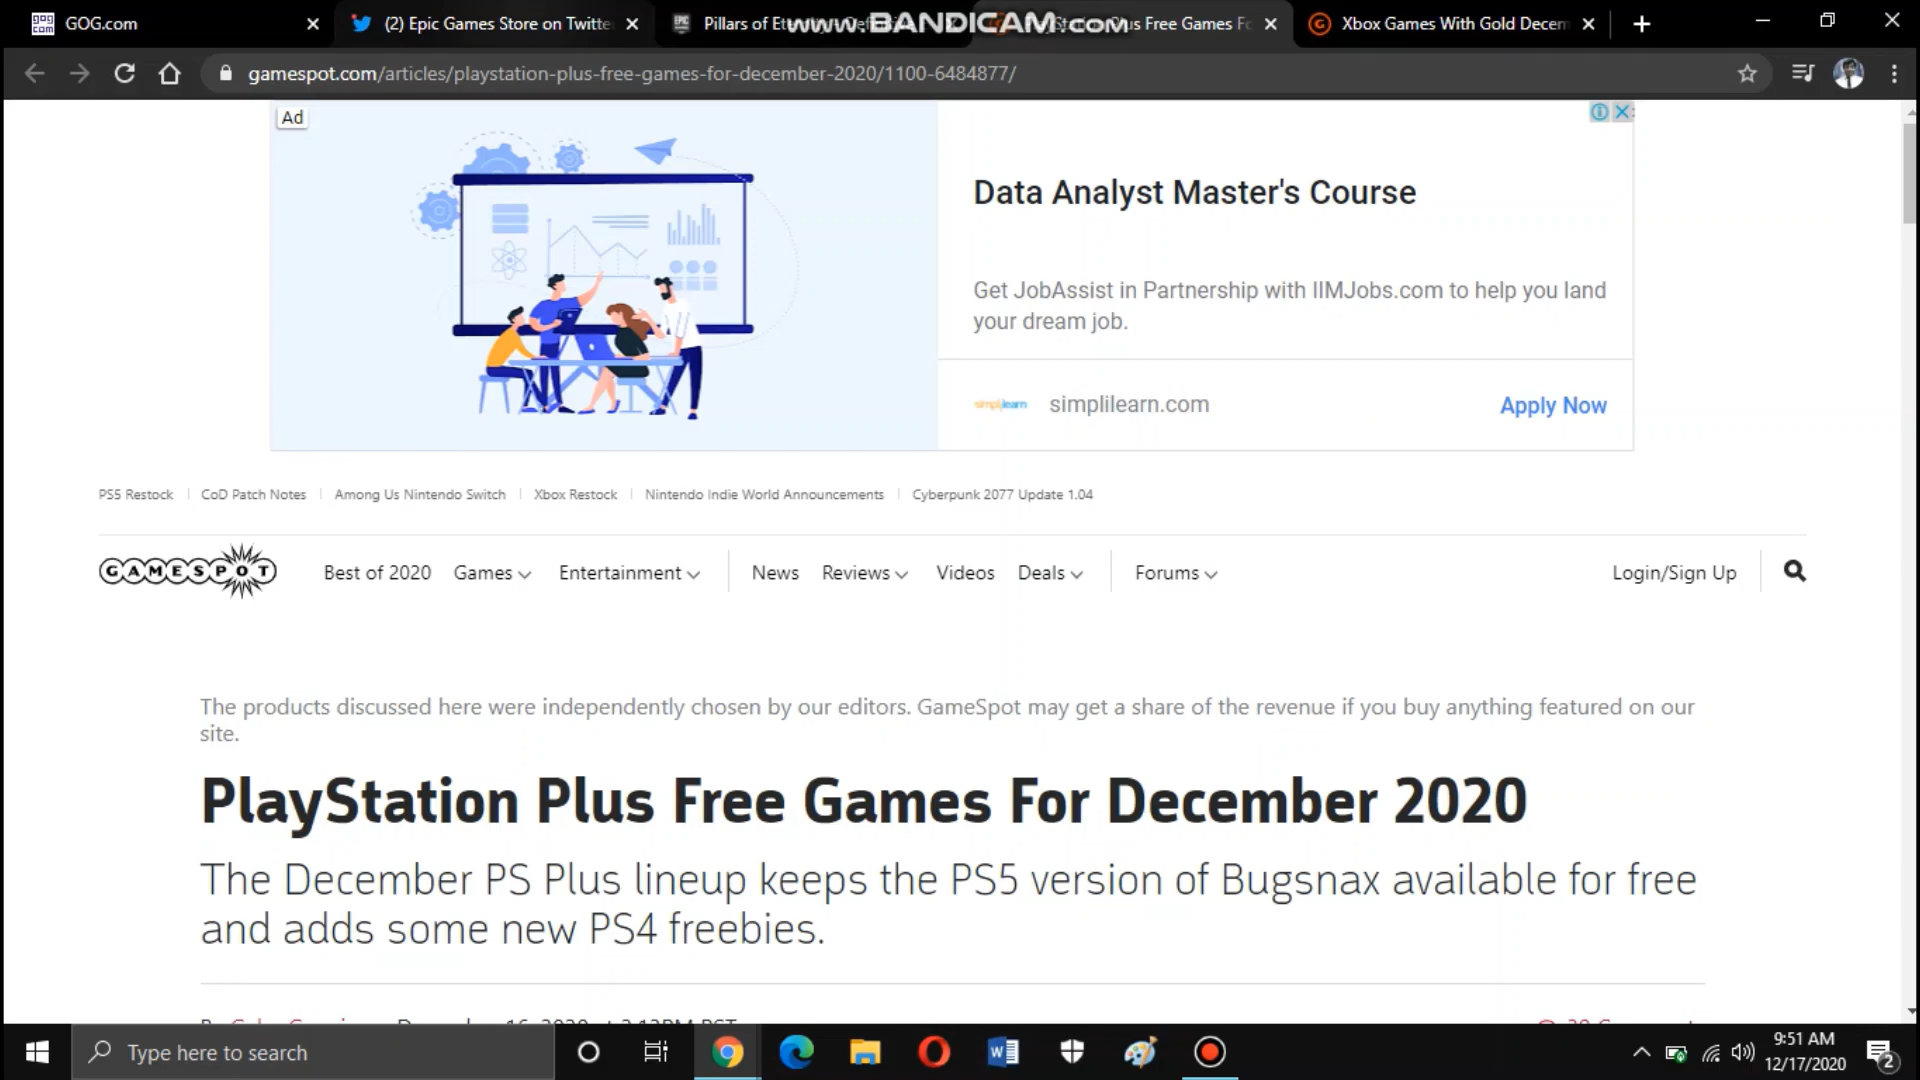 GOG.com
(2) Epic Games Store on Twitte
Pillars of Ete
www.BANDICAM.com
Plus Free Games Fo
Xbox Games With Gold Decem
gamespot.com/articles/playstation-plus-free-games-for-december-2020/1100-6484877/
Ad
Data Analyst Master's Course
Get JobAssist in Partnership with IIMJobs.com to help you land
your dream job.
simplilearn
simplilearn.com
Apply Now
PS5 Restock
CoD Patch Notes
Among Us Nintendo Switch
Xbox Restock
Nintendo Indie World Announcements
Cyberpunk 2077 Update 1.04
GAMESPOT
Best of 2020
Games
Entertainment
News
Reviews
Videos
Deals
Forums
Login/Sign Up
The products discussed here were independently chosen by our editors. GameSpot may get a share of the revenue if you buy anything featured on our
site.
PlayStation Plus Free Games For December 2020
The December PS Plus lineup keeps the PS5 version of Bugsnax available for free
and adds some new PS4 freebies.
Type here to search
9:51 AM
12/17/2020
2